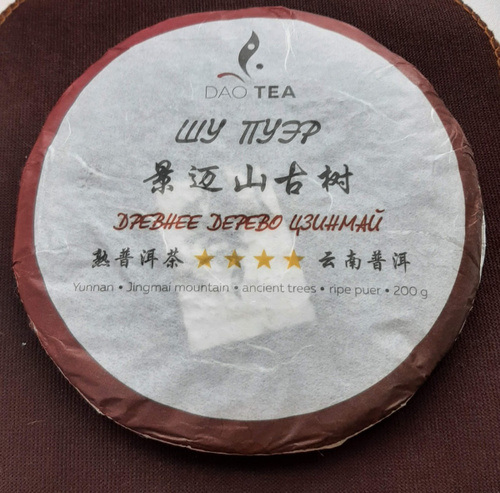 DAO TEA
ШУ ПУЭР
景迈山古树
ДРЕВНЕЕ ДЕРЕВО ЦЗИНМАЙ
熟普洱茶 ★★★★ 云南普洱
Yunnan • Jingmai mountain • ancient trees • ripe puer • 200 g